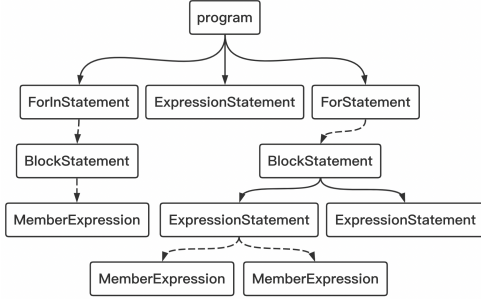 program
ForInStatement
ExpressionStatement
ForStatement
BlockStatement
BlockStatement
MemberExpression
ExpressionStatement
ExpressionStatement
MemberExpression
MemberExpression